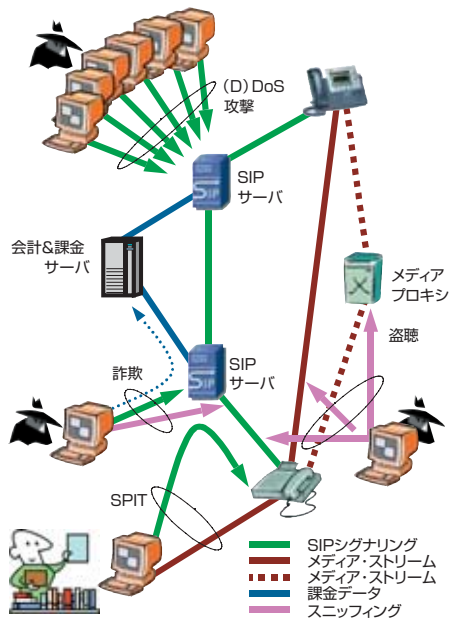 (D)DoS
攻撃
SIP
サーバ
SIP
会計&課金
サーバ
メディア
プロキシ
盗聴
SIP
サーバ
SIP
詐欺
SPIT
SIPシグナリング
メディア・ストリーム
メディア・ストリーム
課金データ
スニッフィング